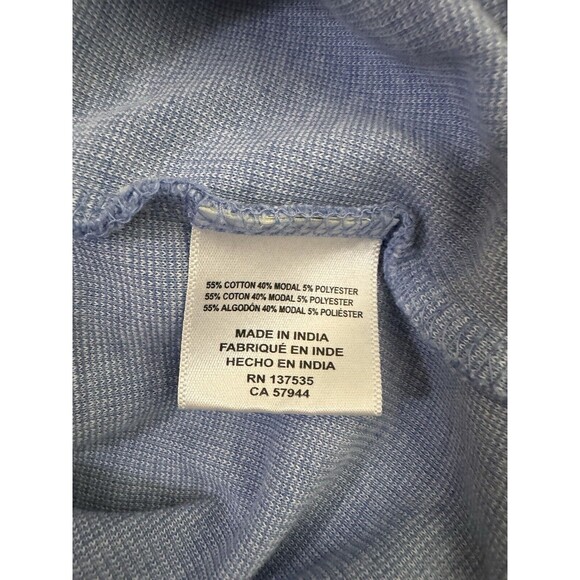 55% COTTON 40% MODAL 5% POLYESTER
55% COTON 40% MODAL 5% POLYESTER
55% ALGODÓN 40% MODAL 5% POLIÉSTER
MADE IN INDIA
FABRIQUÉ EN INDE
HECHO EN INDIA
RN 137535
CA 57944